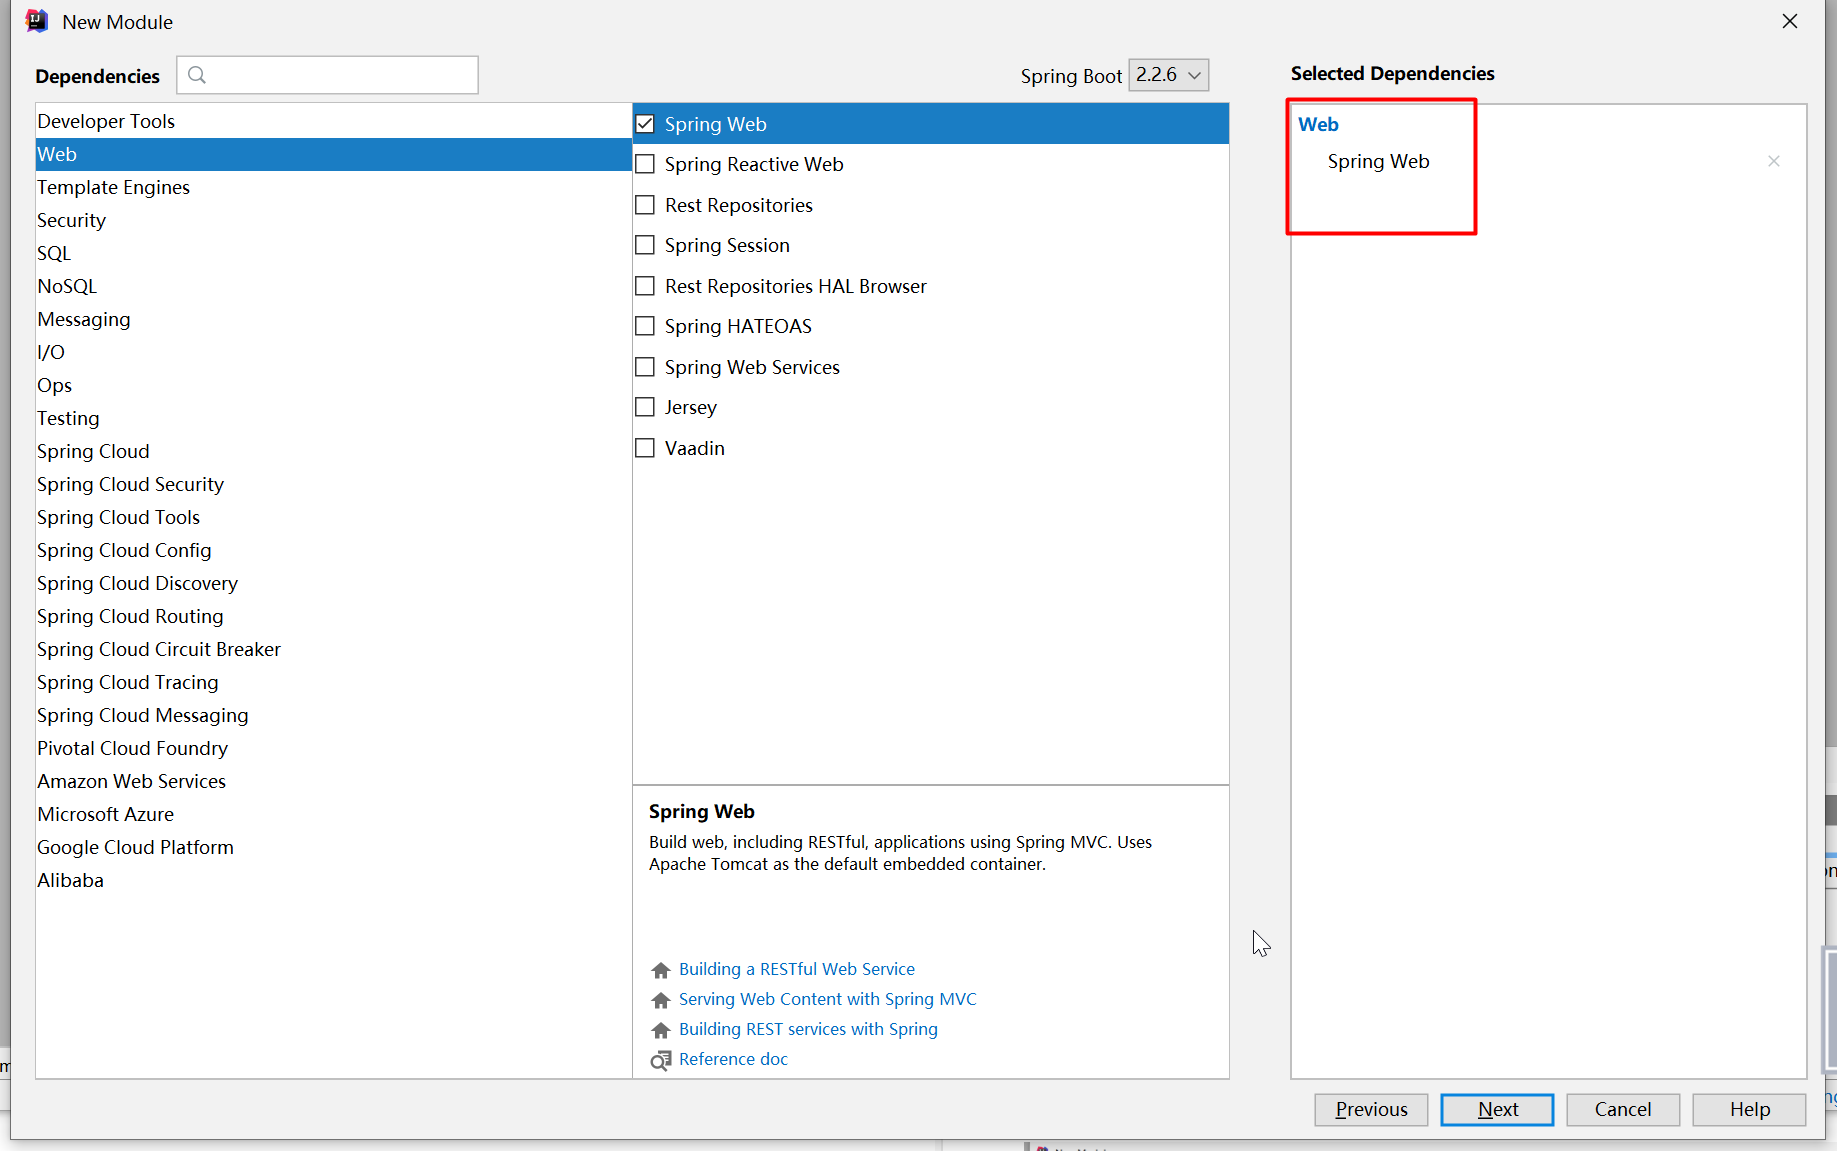 New Module
Dependencies
Spring Boot 2.2.6
Selected Dependencies
Developer Tools
Web
Template Engines
Security
SQL
NoSQL
Messaging
I/O
Ops
Testing
Spring Cloud
Spring Cloud Security
Spring Cloud Tools
Spring Cloud Config
Spring Cloud Discovery
Spring Cloud Routing
Spring Cloud Circuit Breaker
Spring Cloud Tracing
Spring Cloud Messaging
Pivotal Cloud Foundry
Amazon Web Services
Microsoft Azure
Google Cloud Platform
Alibaba
Spring Web
Spring Reactive Web
Rest Repositories
Spring Session
Rest Repositories HAL Browser
Spring HATEOAS
Spring Web Services
Jersey
Vaadin
Spring Web
Build web, including RESTful, applications using Spring MVC. Uses
Apache Tomcat as the default embedded container.
Building a RESTful Web Service
Serving Web Content with Spring MVC
Building REST services with Spring
Reference doc
Web
Spring Web
Previous
Next
Cancel
Help